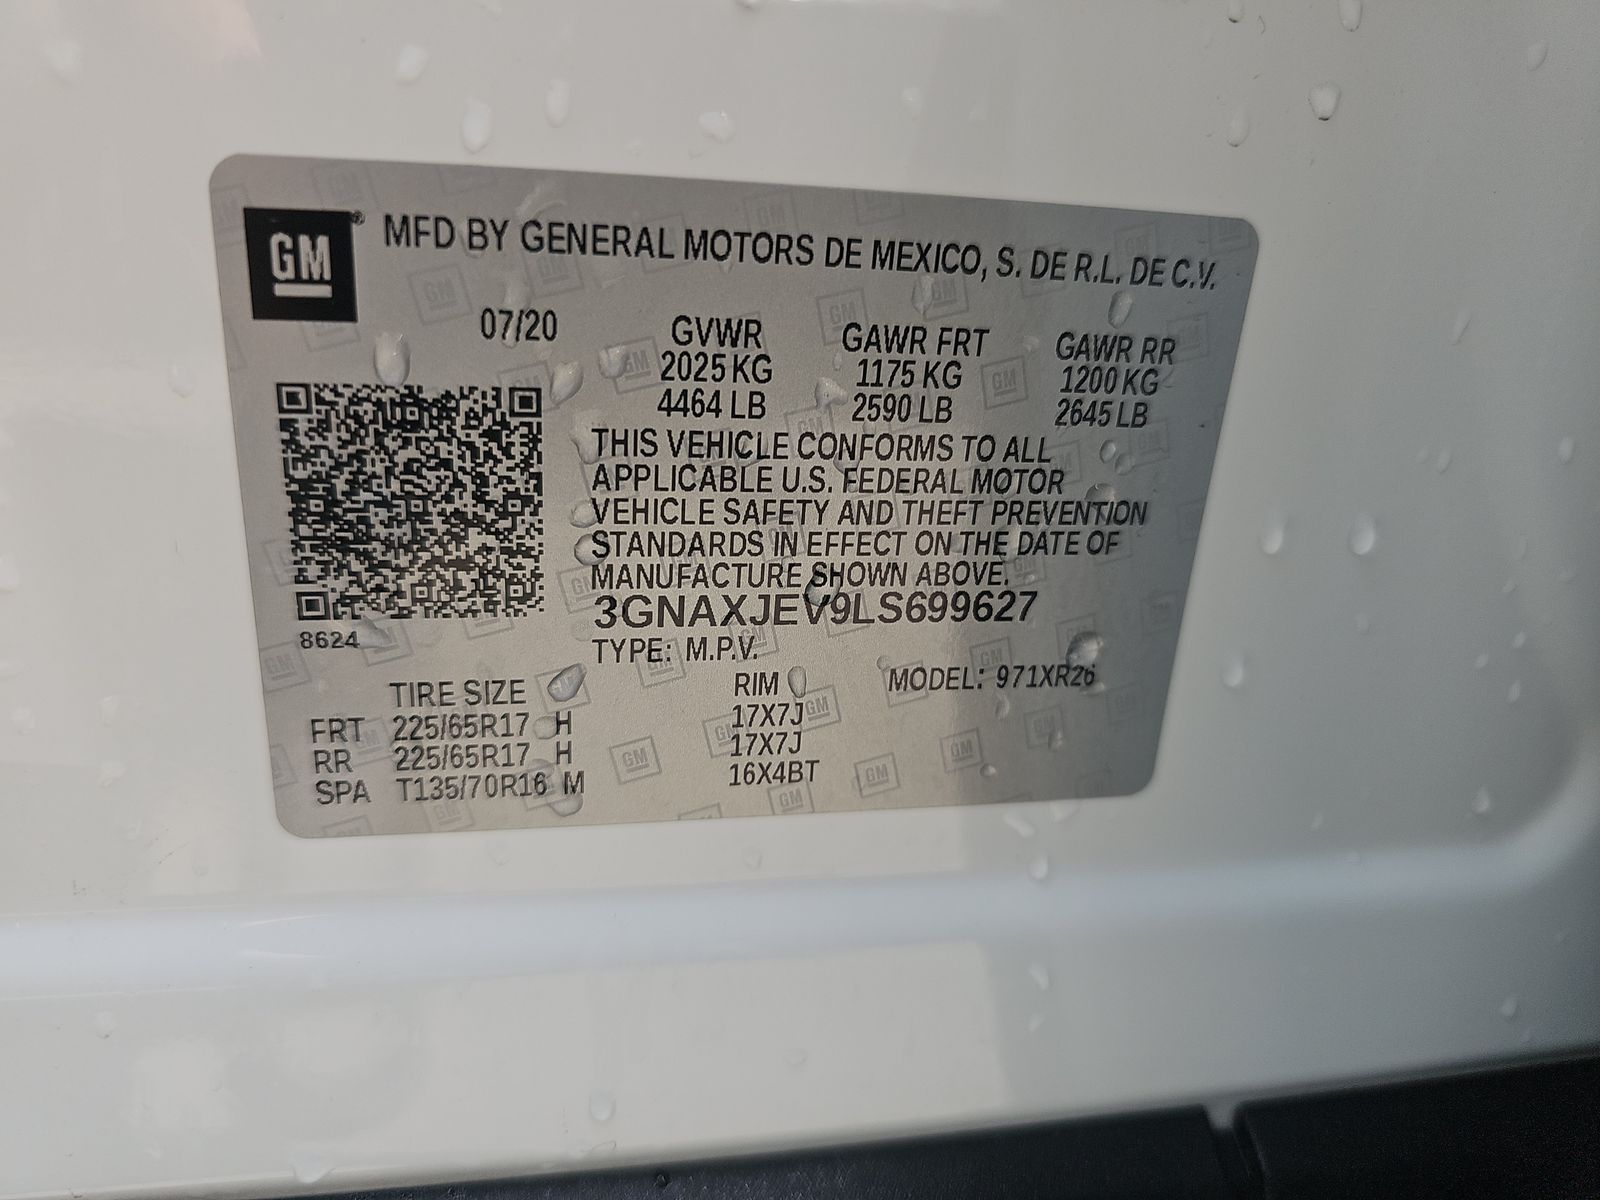 GM® MFD BY GENERAL MOTORS DE MEXICO, S. DE R.L. DE C.V.
07/20 GVWR GAWR FRT GAWR RR
2025 KG 1175 KG 1200 KG
4464 LB 2590 LB 2645 LB
THIS VEHICLE CONFORMS TO ALL
APPLICABLE U.S. FEDERAL MOTOR
VEHICLE SAFETY AND THEFT PREVENTION
STANDARDS IN EFFECT ON THE DATE OF
MANUFACTURE SHOWN ABOVE.
3GNAXJEV9LS699627
8624
TYPE: M.P.V.
TIRE SIZE RIM MODEL: 971XR26
FRT 225/65R17 H 17X7J
RR 225/65R17 H 17X7J
SPA T135/70R16 M 16X4BT